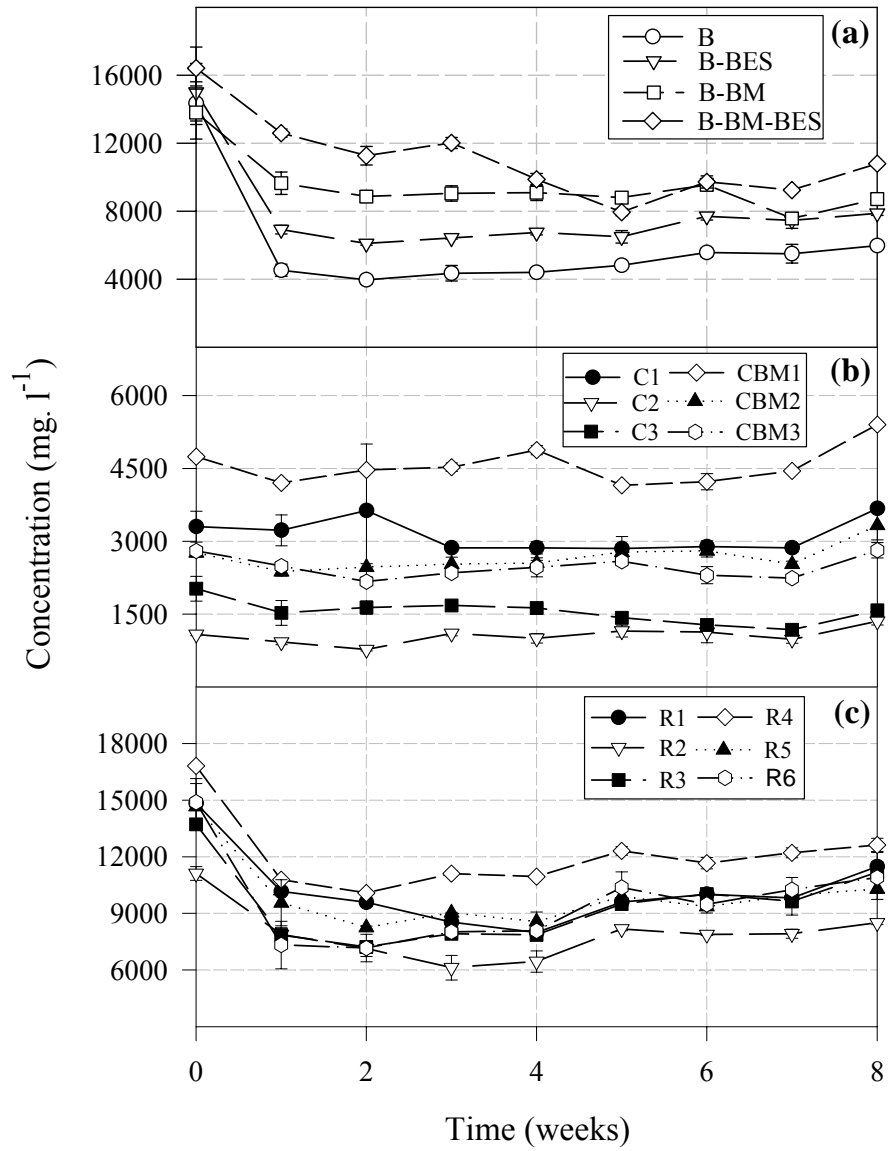 (a)
B
B-BES
B-BM
B-BM-BES
16000
12000
8000
4000
(b)
C1 CBM1
C2 CBM2
C3 CBM3
6000
4500
3000
1500
Concentration (mg. l-1)
(c)
R1 R4
R2 R5
R3 R6
18000
15000
12000
9000
6000
0 2 4 6 8
Time (weeks)